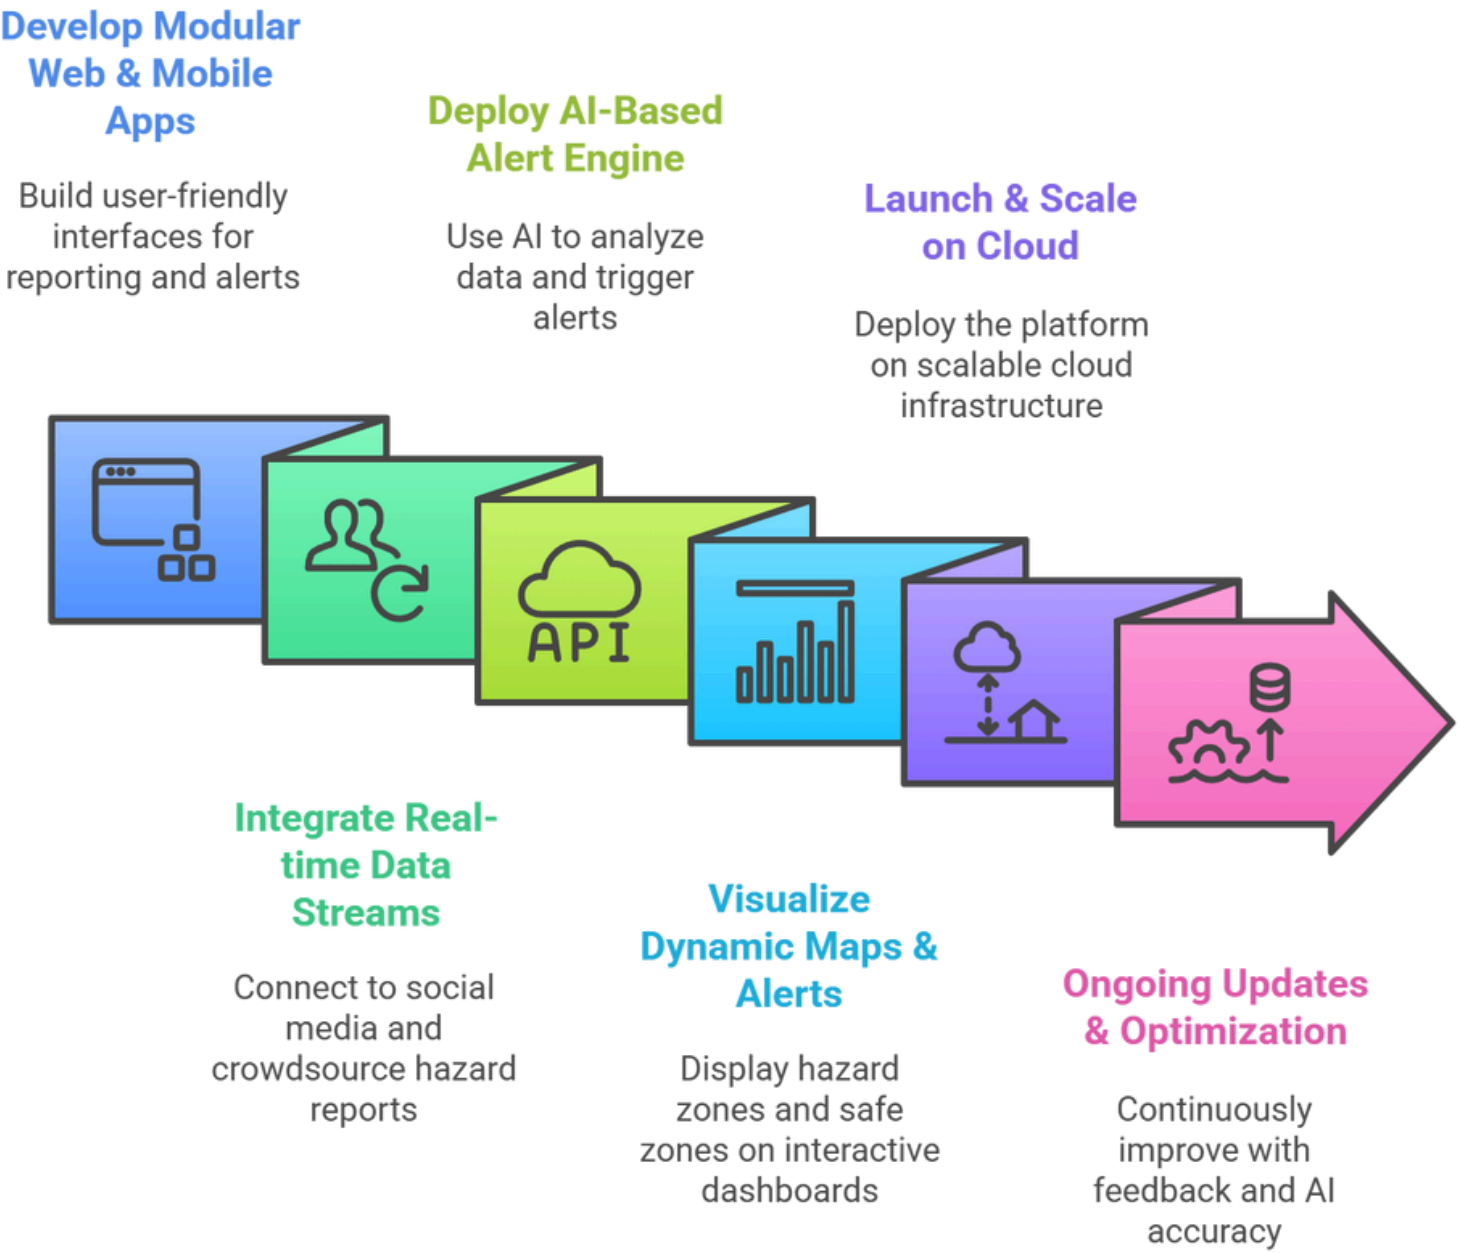 Develop Modular
Web & Mobile
Apps
Build user-friendly
interfaces for
reporting and alerts
Deploy AI-Based
Alert Engine
Use AI to analyze
data and trigger
alerts
Launch & Scale
on Cloud
Deploy the platform
on scalable cloud
infrastructure
API
Integrate Real-
time Data
Streams
Connect to social
media and
crowdsource hazard
reports
Visualize
Dynamic Maps &
Alerts
Display hazard
zones and safe
zones on interactive
dashboards
Ongoing Updates
& Optimization
Continuously
improve with
feedback and AI
accuracy